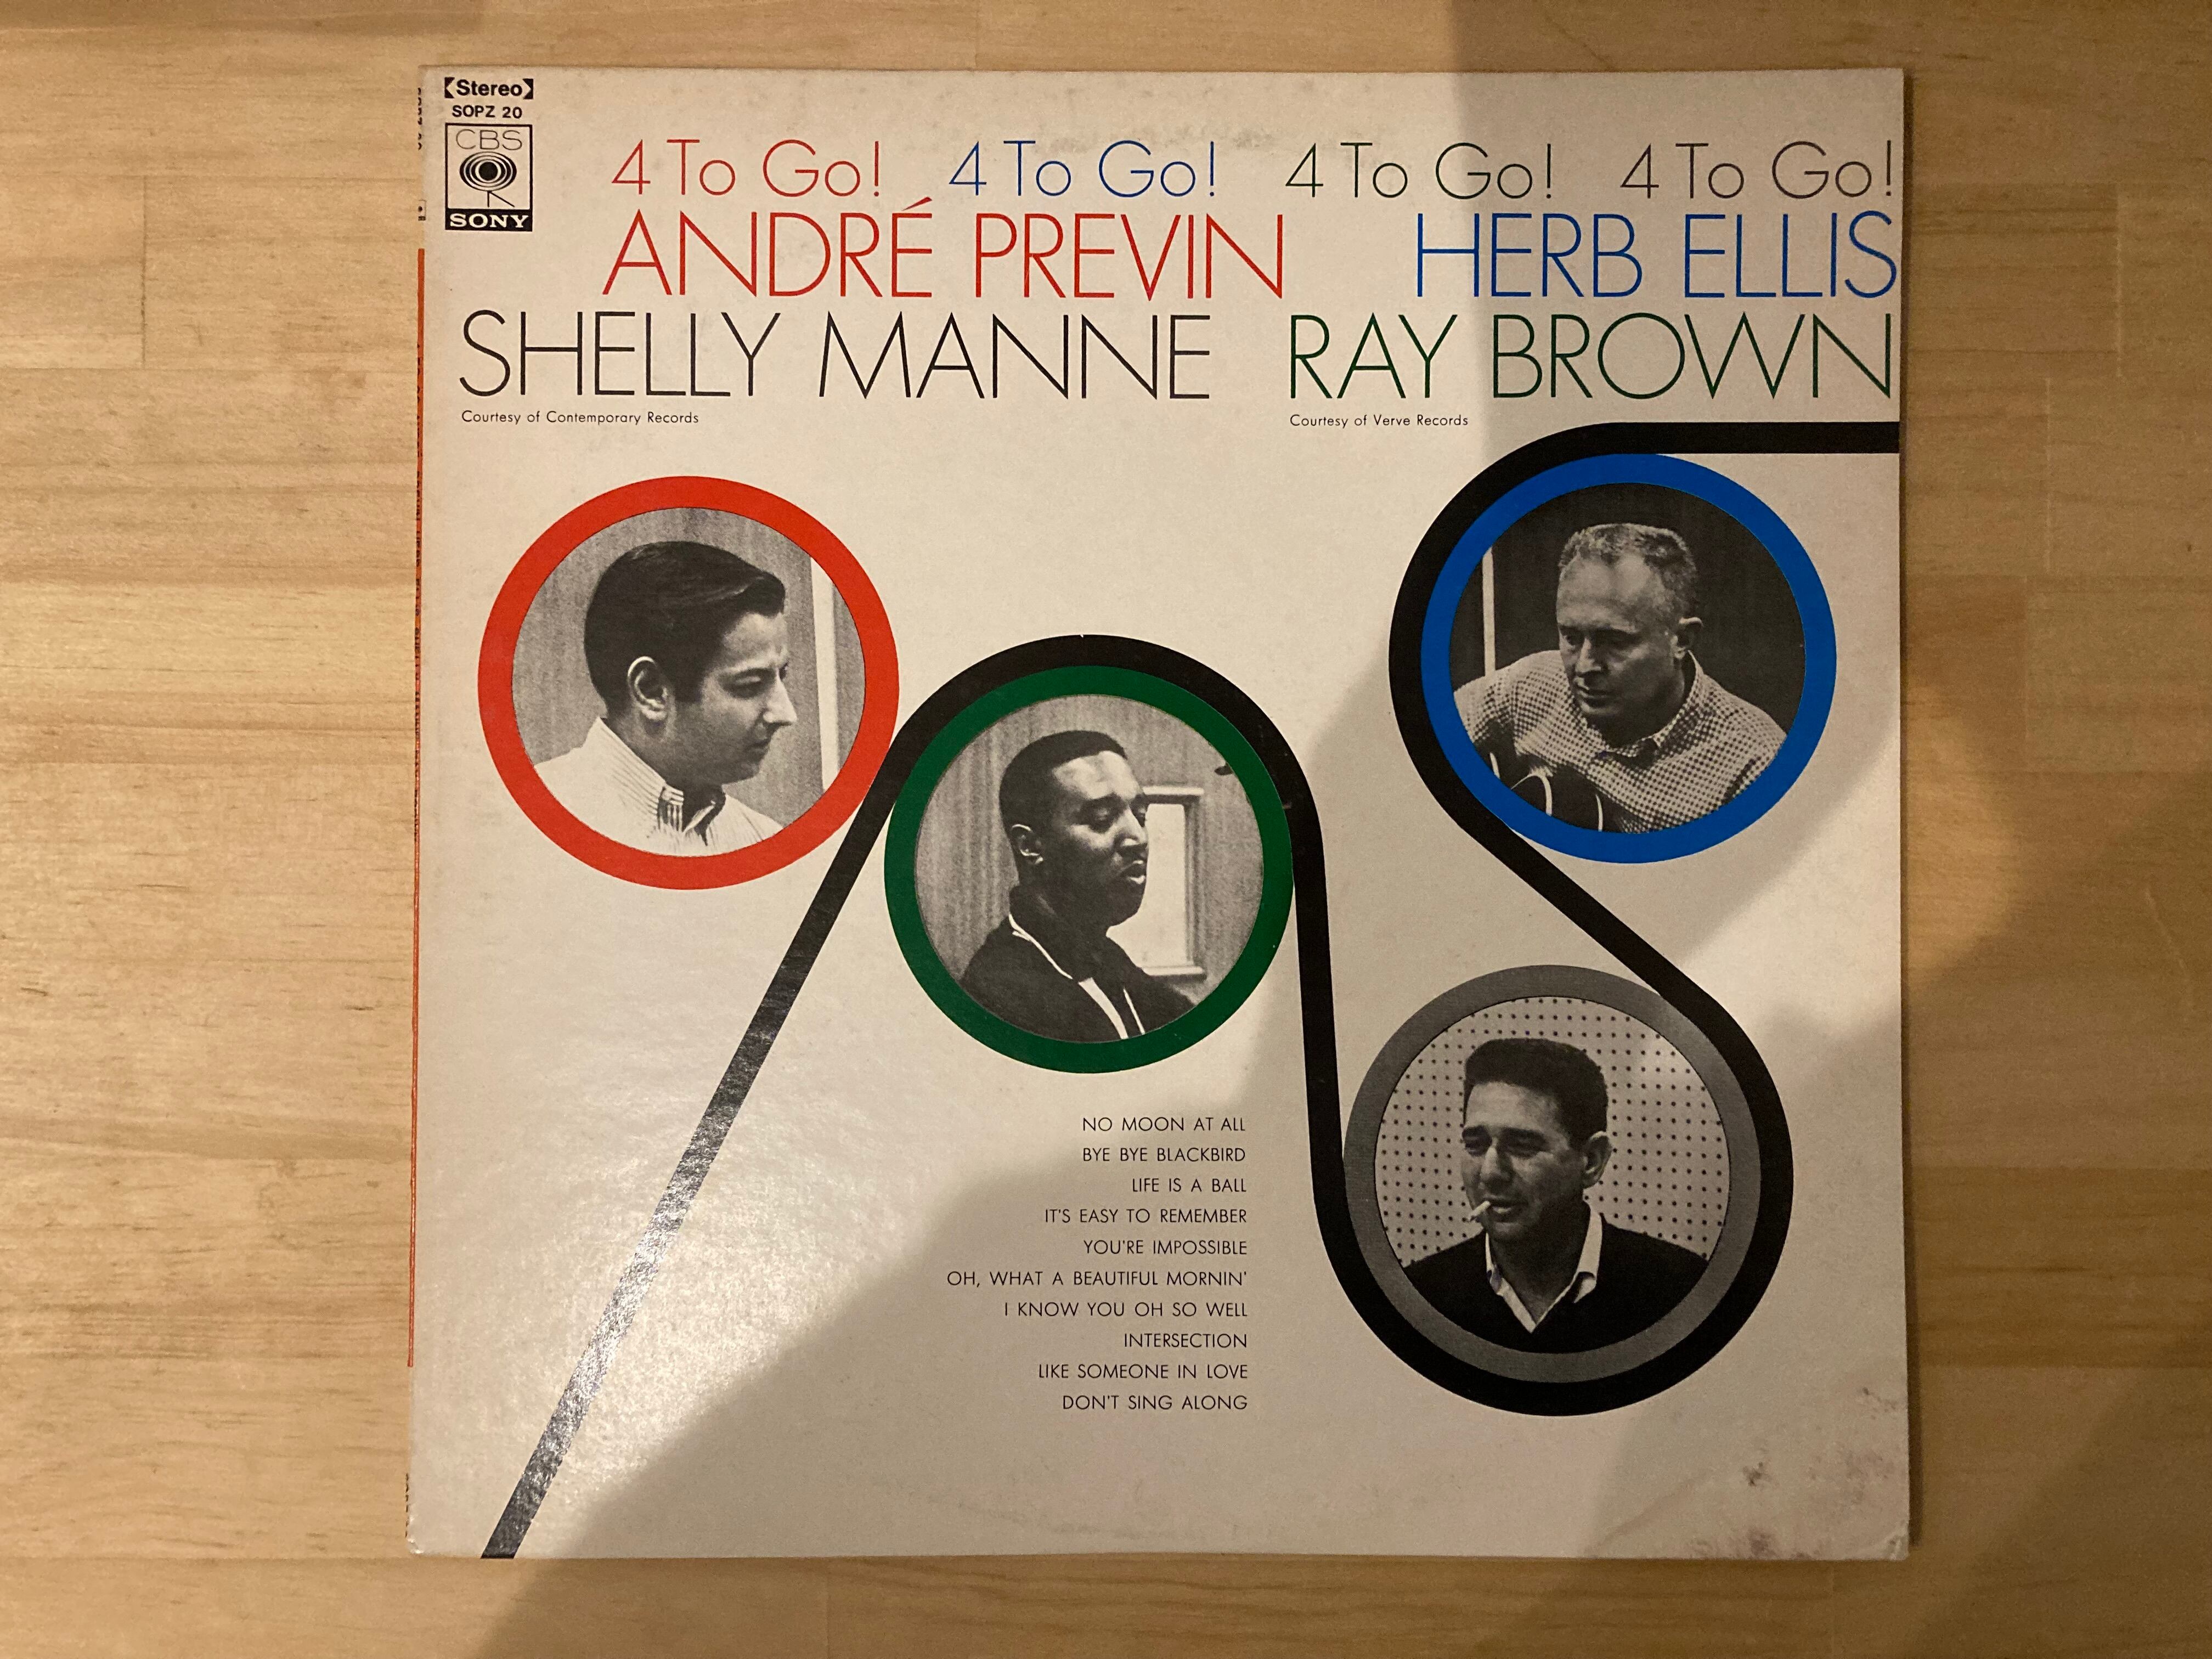 【Stereo】
SOPZ 20
CBS
SONY
4 To Go! 4 To Go! 4 To Go! 4 To Go!
ANDRÉ PREVIN HERB ELLIS
SHELLY MANNE RAY BROWN
Courtesy of Contemporary Records Courtesy of Verve Records
NO MOON AT ALL
BYE BYE BLACKBIRD
LIFE IS A BALL
IT'S EASY TO REMEMBER
YOU'RE IMPOSSIBLE
OH, WHAT A BEAUTIFUL MORNIN'
I KNOW YOU OH SO WELL
INTERSECTION
LIKE SOMEONE IN LOVE
DON'T SING ALONG